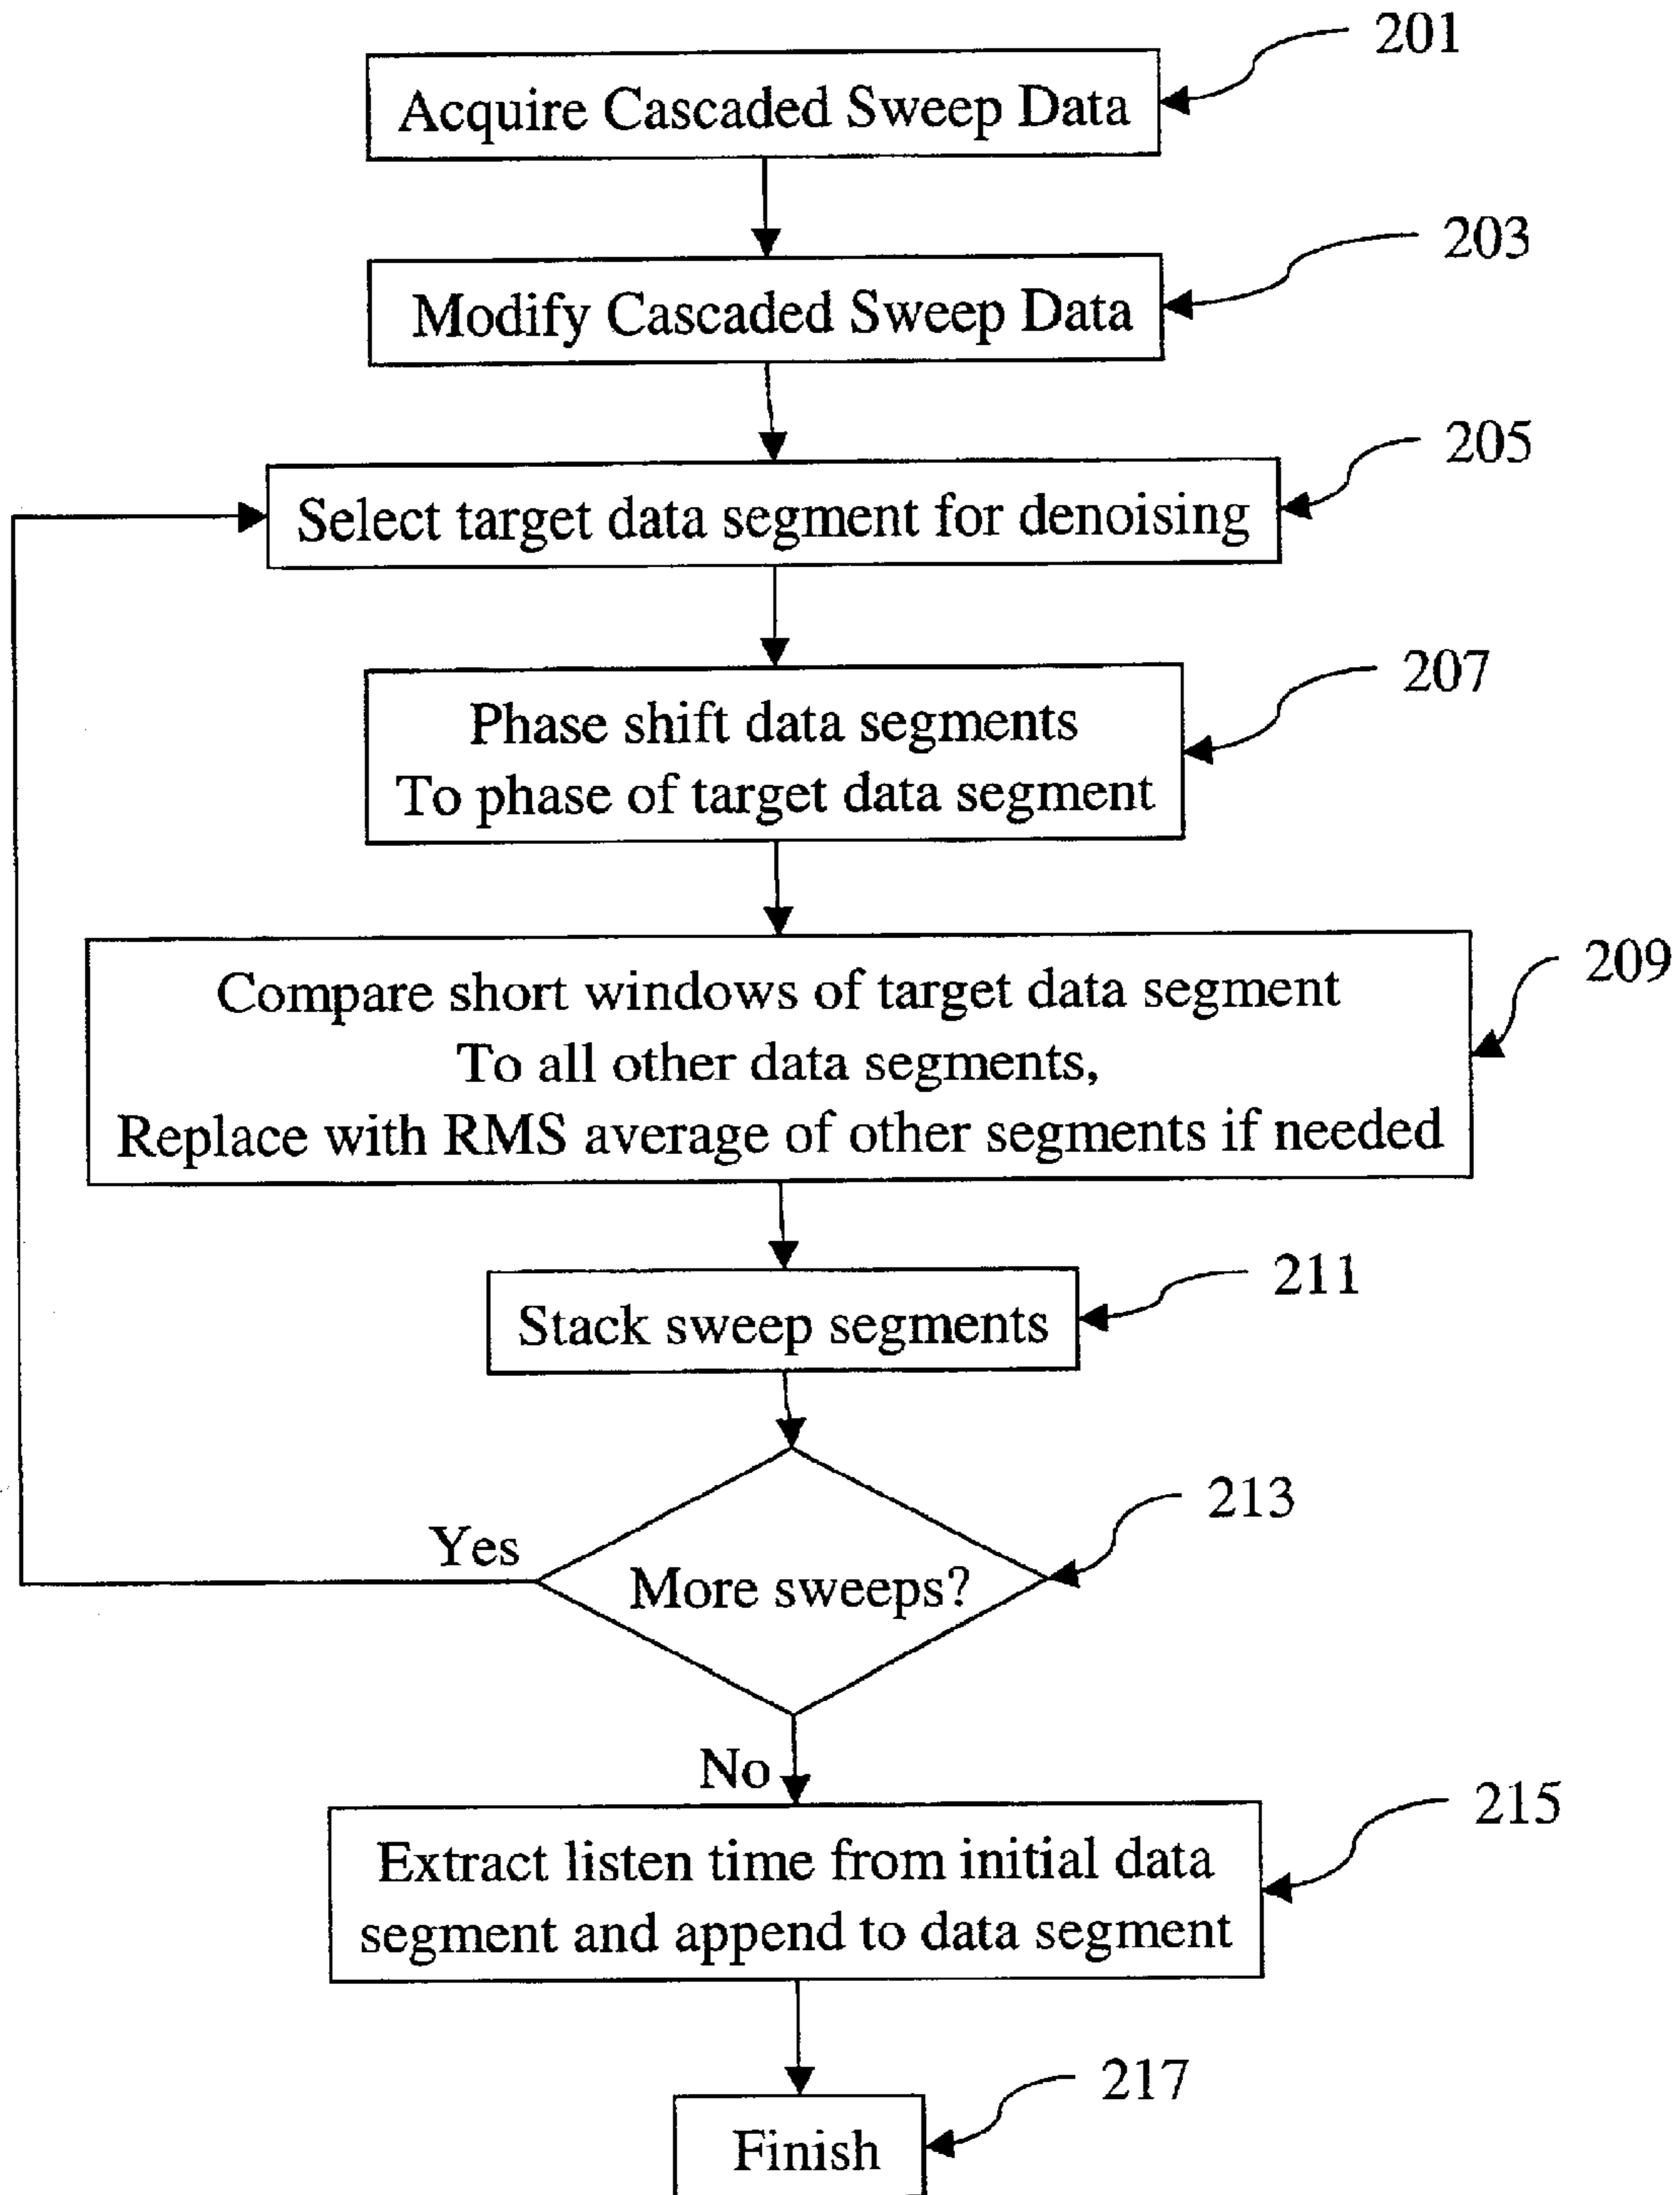 201
Acquire Cascaded Sweep Data
203
Modify Cascaded Sweep Data
205
Select target data segment for denoising
207
Phase shift data segments
To phase of target data segment
209
Compare short windows of target data segment
To all other data segments,
Replace with RMS average of other segments if needed
211
Stack sweep segments
213
Yes
More sweeps?
No
215
Extract listen time from initial data
segment and append to data segment
217
Finish